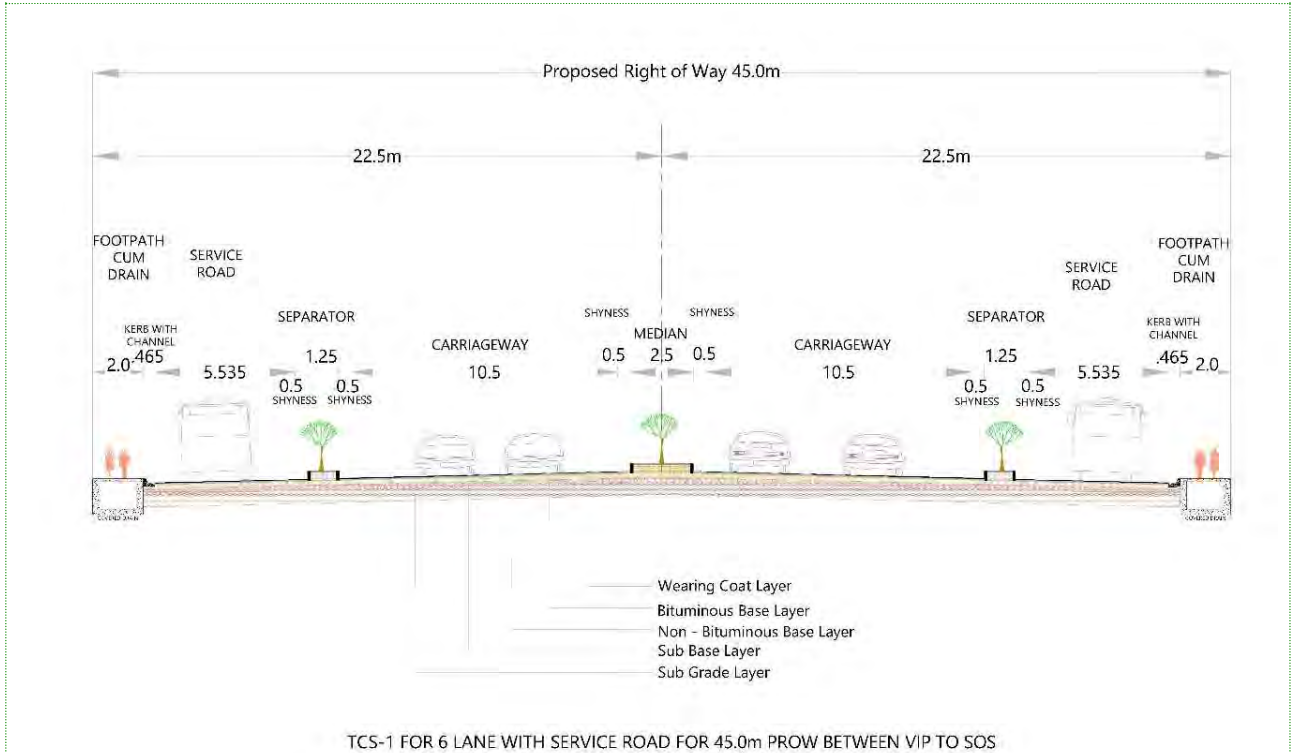 Proposed Right of Way 45.0m
22.5m
22.5m
FOOTPATH
CUM
DRAIN
SERVICE
ROAD
SEPARATOR
KERB WITH
CHANNEL
2.0
.465
5.535
1.25
0.5
0.5
SHYNESS
SHYNESS
CARRIAGEWAY
10.5
SHYNESS
SHYNESS
MEDIAN
0.5
2.5
0.5
CARRIAGEWAY
10.5
SEPARATOR
1.25
0.5
0.5
SHYNESS
SHYNESS
SERVICE
ROAD
5.535
FOOTPATH
CUM
DRAIN
KERB WITH
CHANNEL
.465
2.0
COVERED DRAIN
COVERED DRAIN
Wearing Coat Layer
Bituminous Base Layer
Non - Bituminous Base Layer
Sub Base Layer
Sub Grade Layer
TCS-1 FOR 6 LANE WITH SERVICE ROAD FOR 45.0m PROW BETWEEN VIP TO SOS